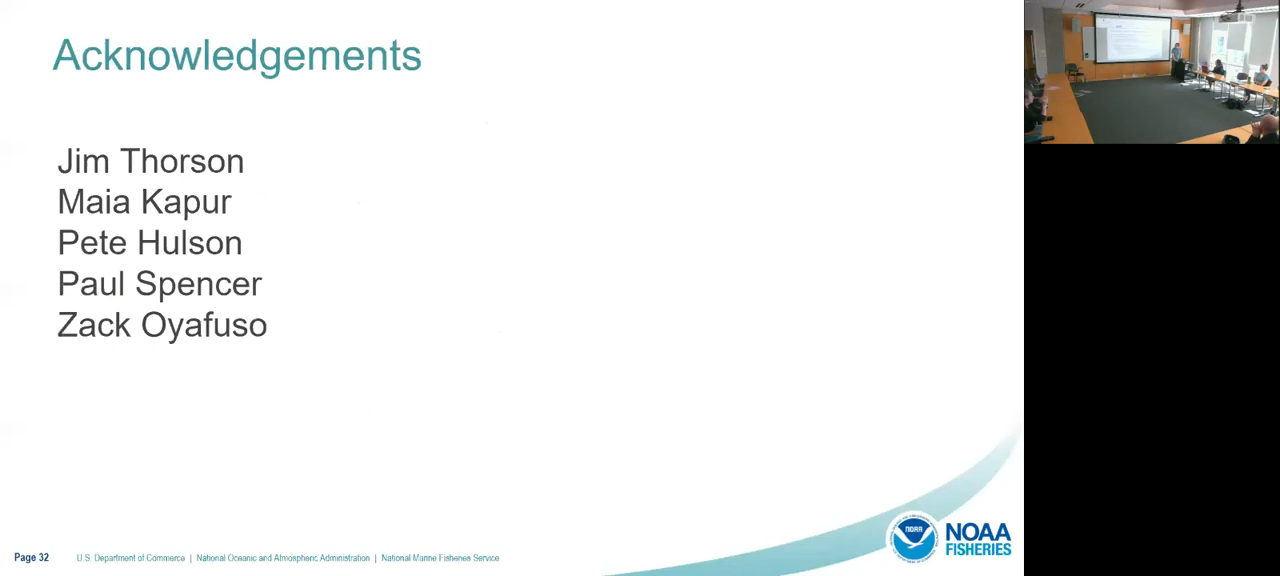 Acknowledgements
Jim Thorson
Maia Kapur
Pete Hulson
Paul Spencer
Zack Oyafuso
NOAA
NOAA
FISHERIES
Page 32
U.S. Department of Commerce | National Oceanic and Atmospheric Administration | National Marine Fisheries Service